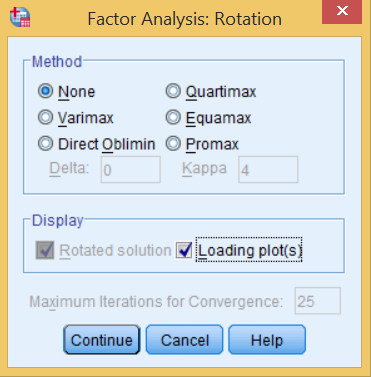 Factor Analysis: Rotation
Method
None Quartimax
Varimax Equamax
Direct Oblimin Promax
Delta: 0 Kappa 4
Display
Rotated solution Loading plot(s)
Maximum Iterations for Convergence: 25
Continue Cancel Help